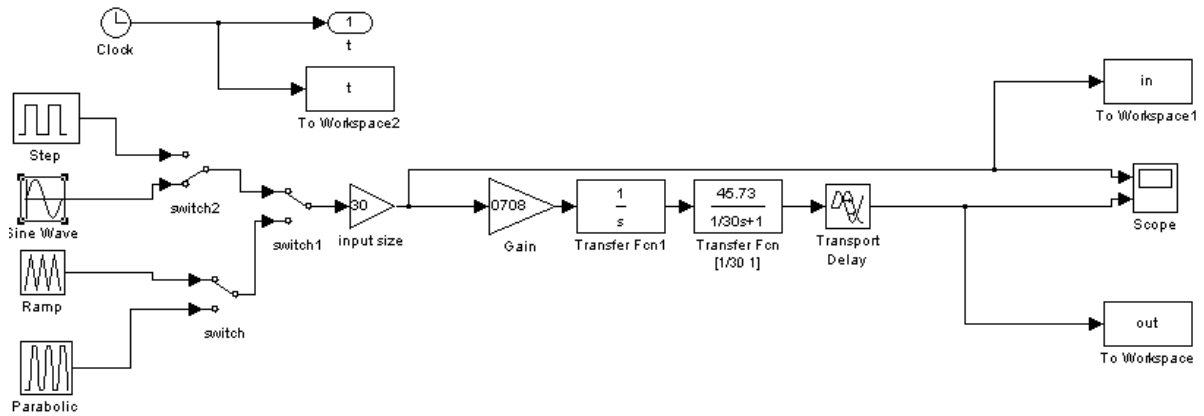 Clock
1
t
t
To Workspace2
in
To Workspace1
Step
switch2
Sine Wave
switch1
30
input size
0708
Gain
1
s
Transfer Fcn1
45.73
1/30s+1
Transfer Fcn
[1/30 1]
Transport
Delay
Scope
Ramp
switch
out
To Workspace
Parabolic